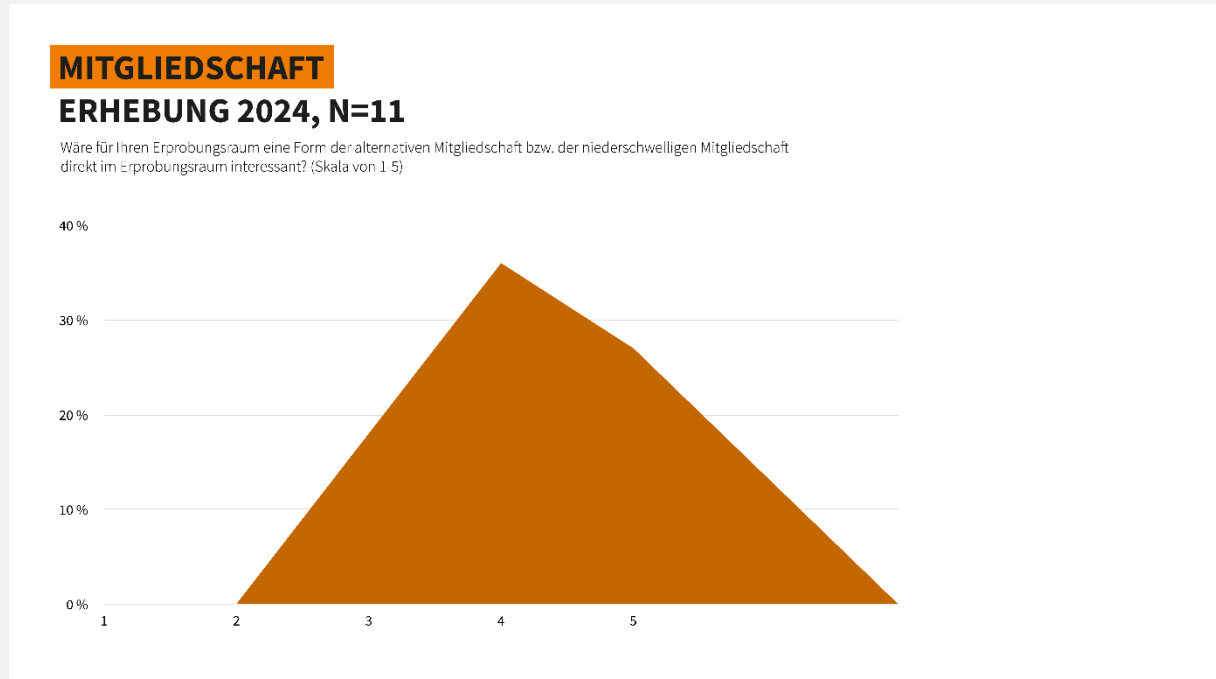 MITGLIEDSCHAFT
ERHEBUNG 2024, N=11
Wäre für Ihren Erprobungsraum eine Form der alternativen Mitgliedschaft bzw. der niederschwelligen Mitgliedschaft
direkt im Erprobungsraum interessant? (Skala von 1-5)
40 %
30 %
20 %
10 %
0 %
1 2 3 4 5